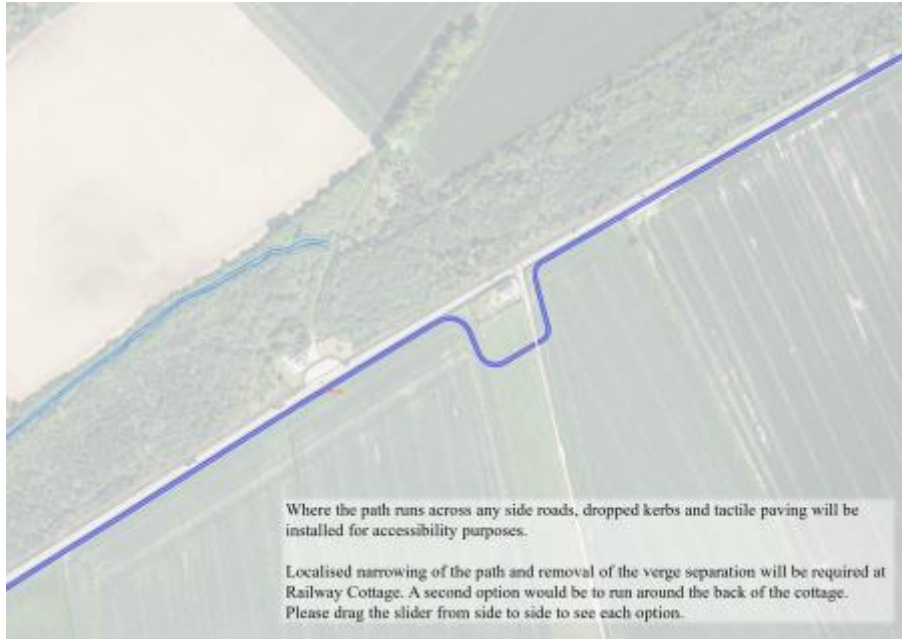 Where the path runs across any side roads, dropped kerbs and tactile paving will be
installed for accessibility purposes.
Localised narrowing of the path and removal of the verge separation will be required at
Railway Cottage. A second option would be to run around the back of the cottage.
Please drag the slider from side to side to see each option.